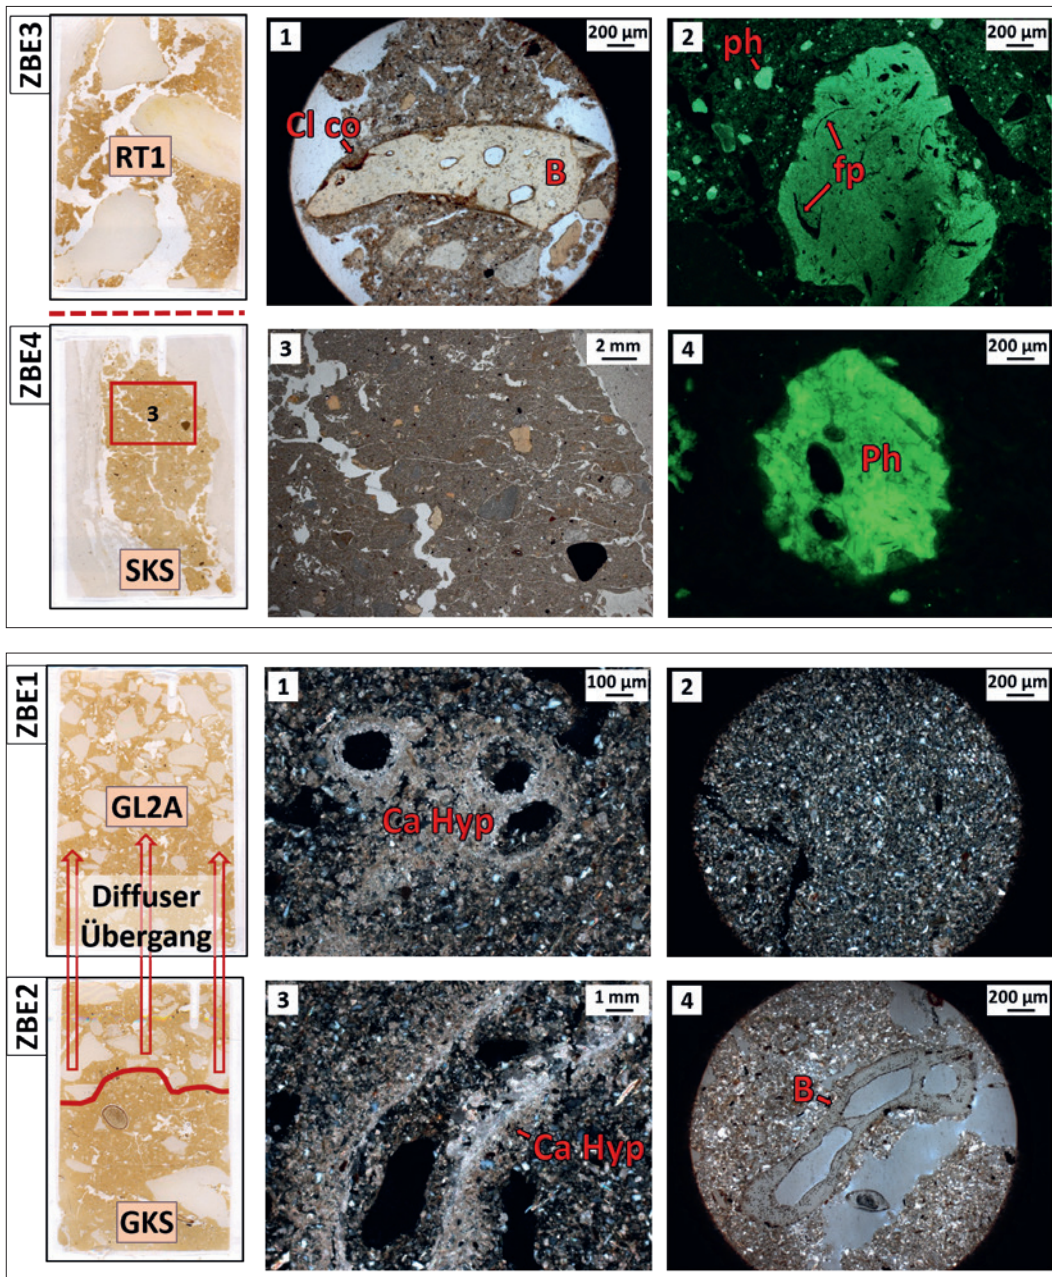 ZBE3
RT1
1
200 µm
Cl co
B
2
200 µm
ph
fp
ZBE4
3
SKS
3
2 mm
4
200 µm
Ph
ZBE1
GL2A
Diffuser
Übergang
1
100 µm
Ca Hyp
2
200 µm
ZBE2
GKS
3
1 mm
Ca Hyp
4
200 µm
B